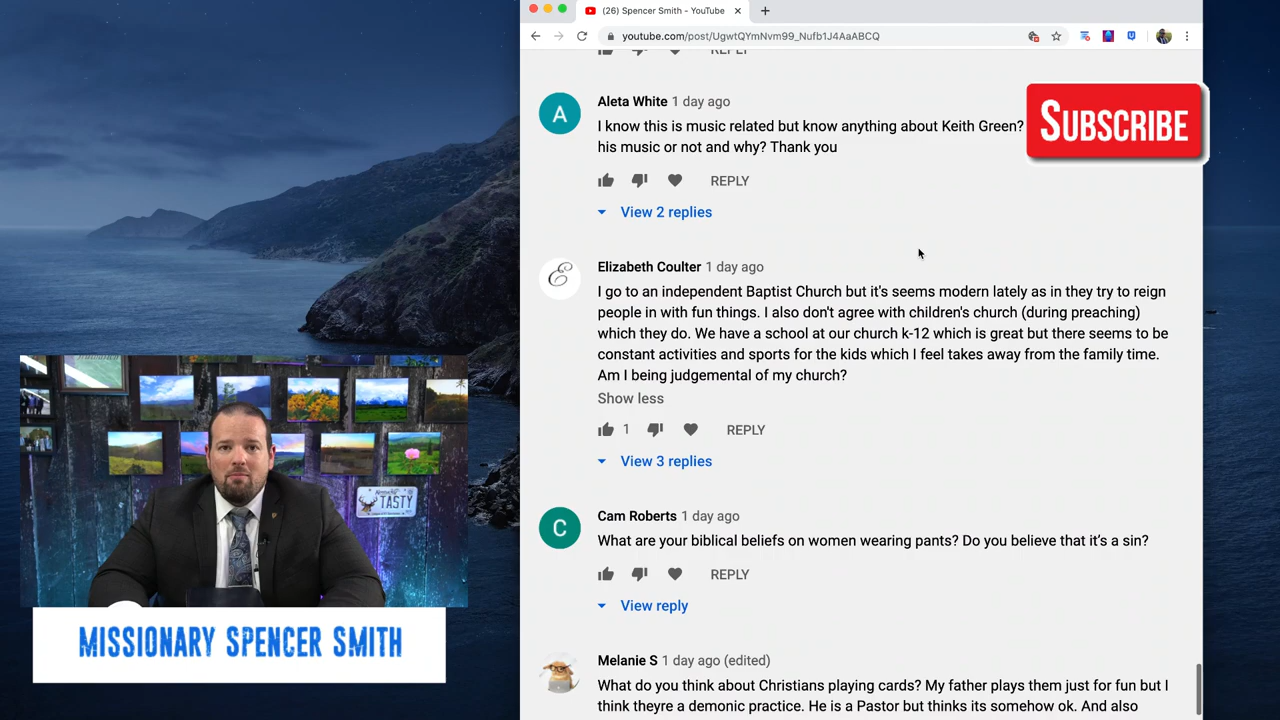 (26) Spencer Smith - YouTube
youtube.com/post/UgwtQYmNvm99_Nufb1J4AaABCQ
REPLY
A
Aleta White 1 day ago
I know this is music related but know anything about Keith Green?
his music or not and why? Thank you
SUBSCRIBE
REPLY
View 2 replies
E
Elizabeth Coulter 1 day ago
I go to an independent Baptist Church but it's seems modern lately as in they try to reign
people in with fun things. I also don't agree with children's church (during preaching)
which they do. We have a school at our church k-12 which is great but there seems to be
constant activities and sports for the kids which I feel takes away from the family time.
Am I being judgemental of my church?
Show less
1 REPLY
View 3 replies
C
Cam Roberts 1 day ago
What are your biblical beliefs on women wearing pants? Do you believe that it’s a sin?
REPLY
View reply
Melanie S 1 day ago (edited)
What do you think about Christians playing cards? My father plays them just for fun but I
think theyre a demonic practice. He is a Pastor but thinks its somehow ok. And also
TASTY
MISSIONARY SPENCER SMITH